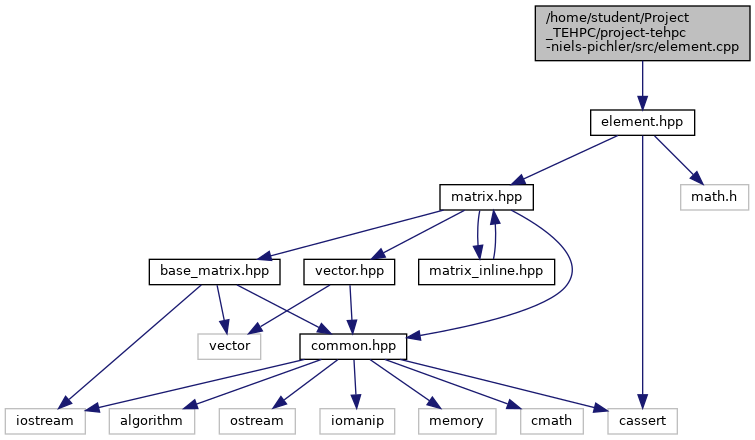 /home/student/Project
_TEHPC/project-tehpc
-niels-pichler/src/element.cpp
element.hpp
matrix.hpp
math.h
base_matrix.hpp
vector.hpp
matrix_inline.hpp
vector
common.hpp
iostream
algorithm
ostream
iomanip
memory
cmath
cassert